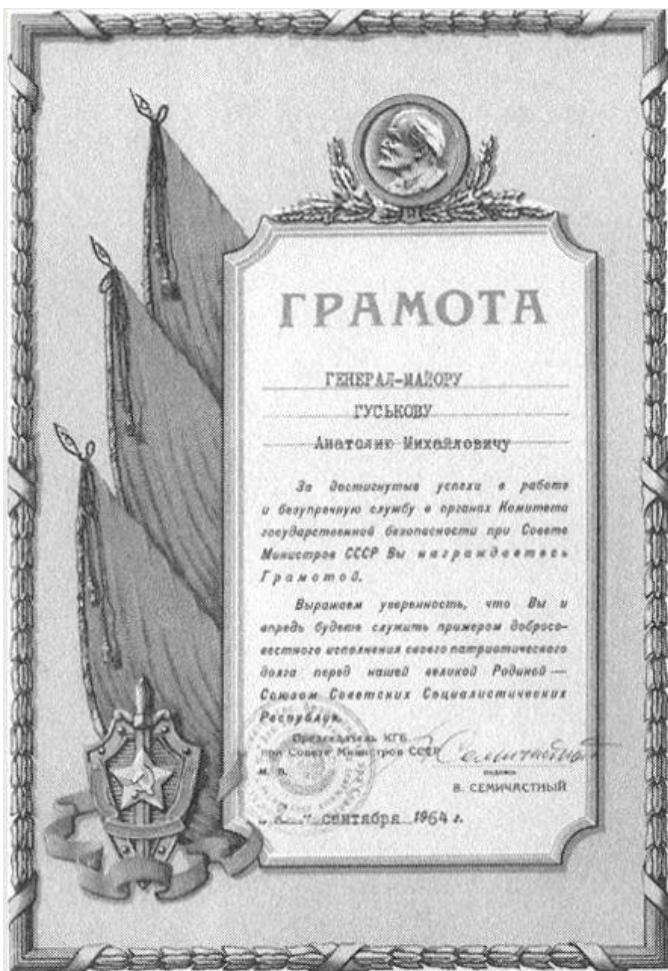 ГРАМОТА
ГЕНЕРАЛ-МАЙОРУ
ГУСЬКОВУ
Анатолию Михайловичу
За достигнутые успехи в работе
и безупречную службу в органах Комитета
государственной безопасности при Совете
Министров СССР Вы награждаетесь
Грамотой.
Выражаем уверенность, что Вы и
впредь будете служить примером добросо-
вестного исполнения своего патриотического
долга перед нашей великой Родиной —
Союзом Советских Социалистических
Республик.
Председатель КГБ
при Совете Министров СССР
М. П.
Семичастный
подпись
В. СЕМИЧАСТНЫЙ
сентября 1964 г.